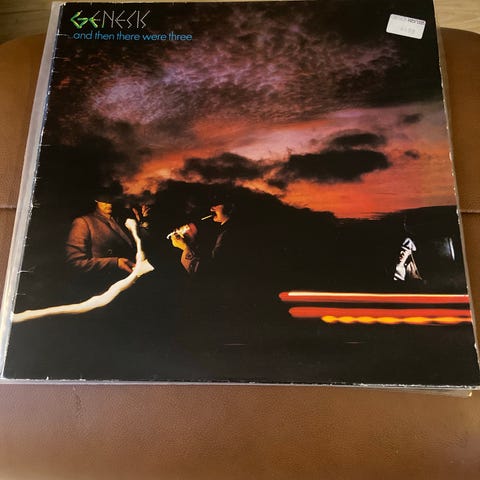 GENESIS
...and then there were three...